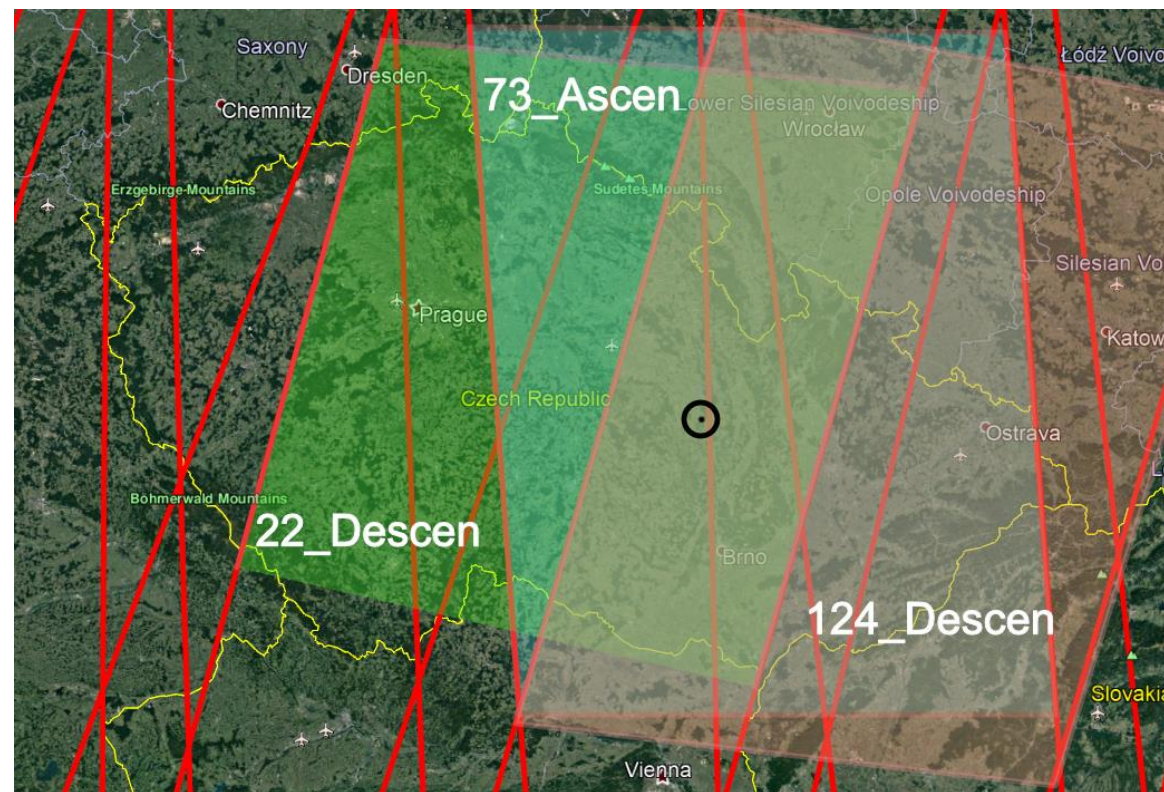 Saxony
Łódź Voivo
Dresden
73_Ascen
Chemnitz
Lower Silesian Voivodeship
Wrocław
Erzgebirge Mountains
Sudetes Mountains
Opole Voivodeship
Silesian Vo
Prague
Katow
Czech Republic
Ostrava
L
Böhmerwald Mountains
22_Descen
Brno
124_Descen
Slovakia
Vienna